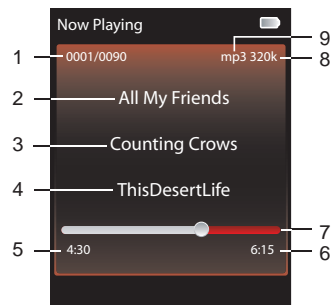 Now Playing
9
1 0001/0090 mp3 320k 8
2 All My Friends
3 Counting Crows
4 ThisDesertLife
7
5 4:30 6:15 6